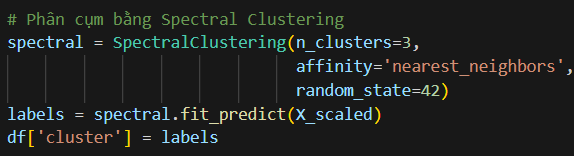 # Phân cụm bằng Spectral Clustering
spectral = SpectralClustering(n_clusters=3,
                              affinity='nearest_neighbors',
                              random_state=42)
labels = spectral.fit_predict(X_scaled)
df['cluster'] = labels